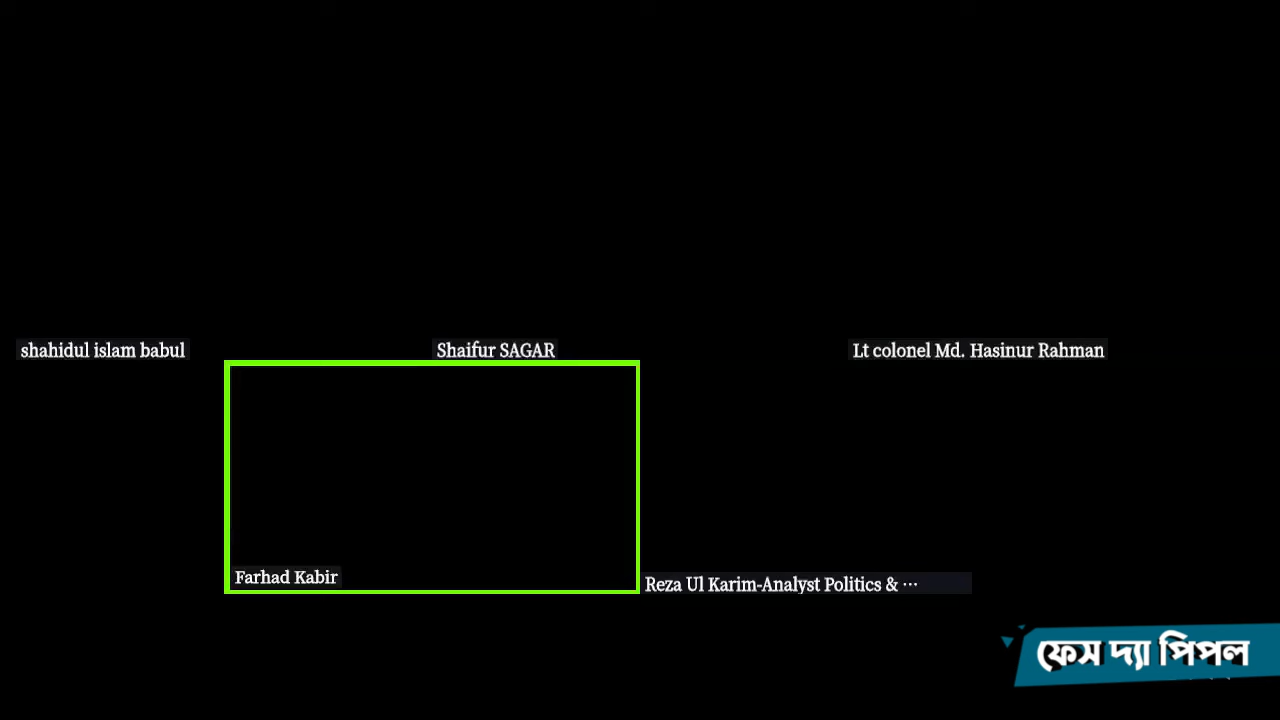 shahidul islam babul
Shaifur SAGAR
Lt colonel Md. Hasinur Rahman
Farhad Kabir
Reza Ul Karim-Analyst Politics & ···
ফেস দ্যা পিপল